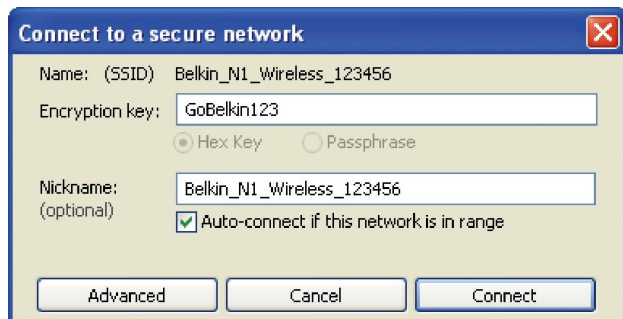 Connect to a secure network
Name: (SSID) Belkin_N1_Wireless_123456
Encryption key: GoBelkin123
Hex Key Passphrase
Nickname: Belkin_N1_Wireless_123456
(optional)
Auto-connect if this network is in range
Advanced Cancel Connect